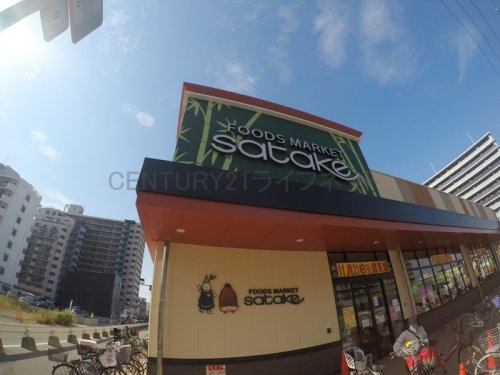 FOODS MARKET
satake
CENTURY21ライフ
FOODS MARKET
satake